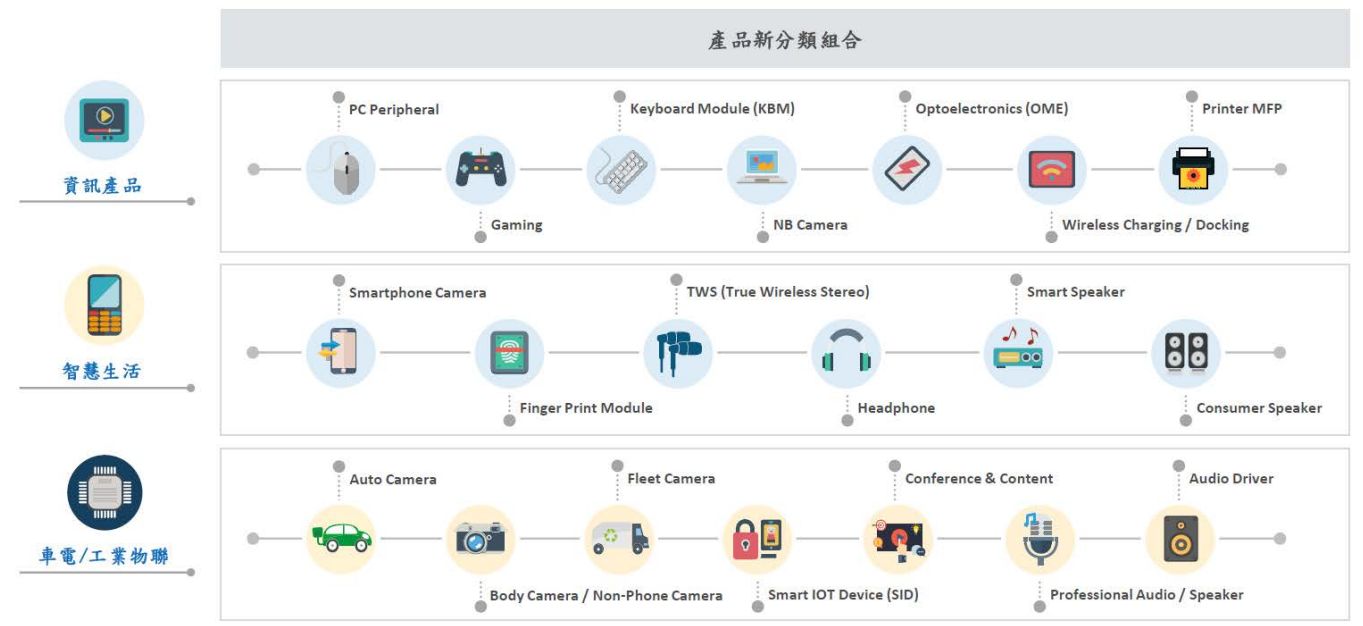 產品新分類組合
資訊產品
PC Peripheral
Keyboard Module (KBM)
Optoelectronics (OME)
Printer MFP
Gaming
NB Camera
Wireless Charging / Docking
智慧生活
Smartphone Camera
TWS (True Wireless Stereo)
Smart Speaker
Finger Print Module
Headphone
Consumer Speaker
車電/工業物聯
Auto Camera
Fleet Camera
Conference & Content
Audio Driver
Body Camera / Non-Phone Camera
Smart IOT Device (SID)
Professional Audio / Speaker